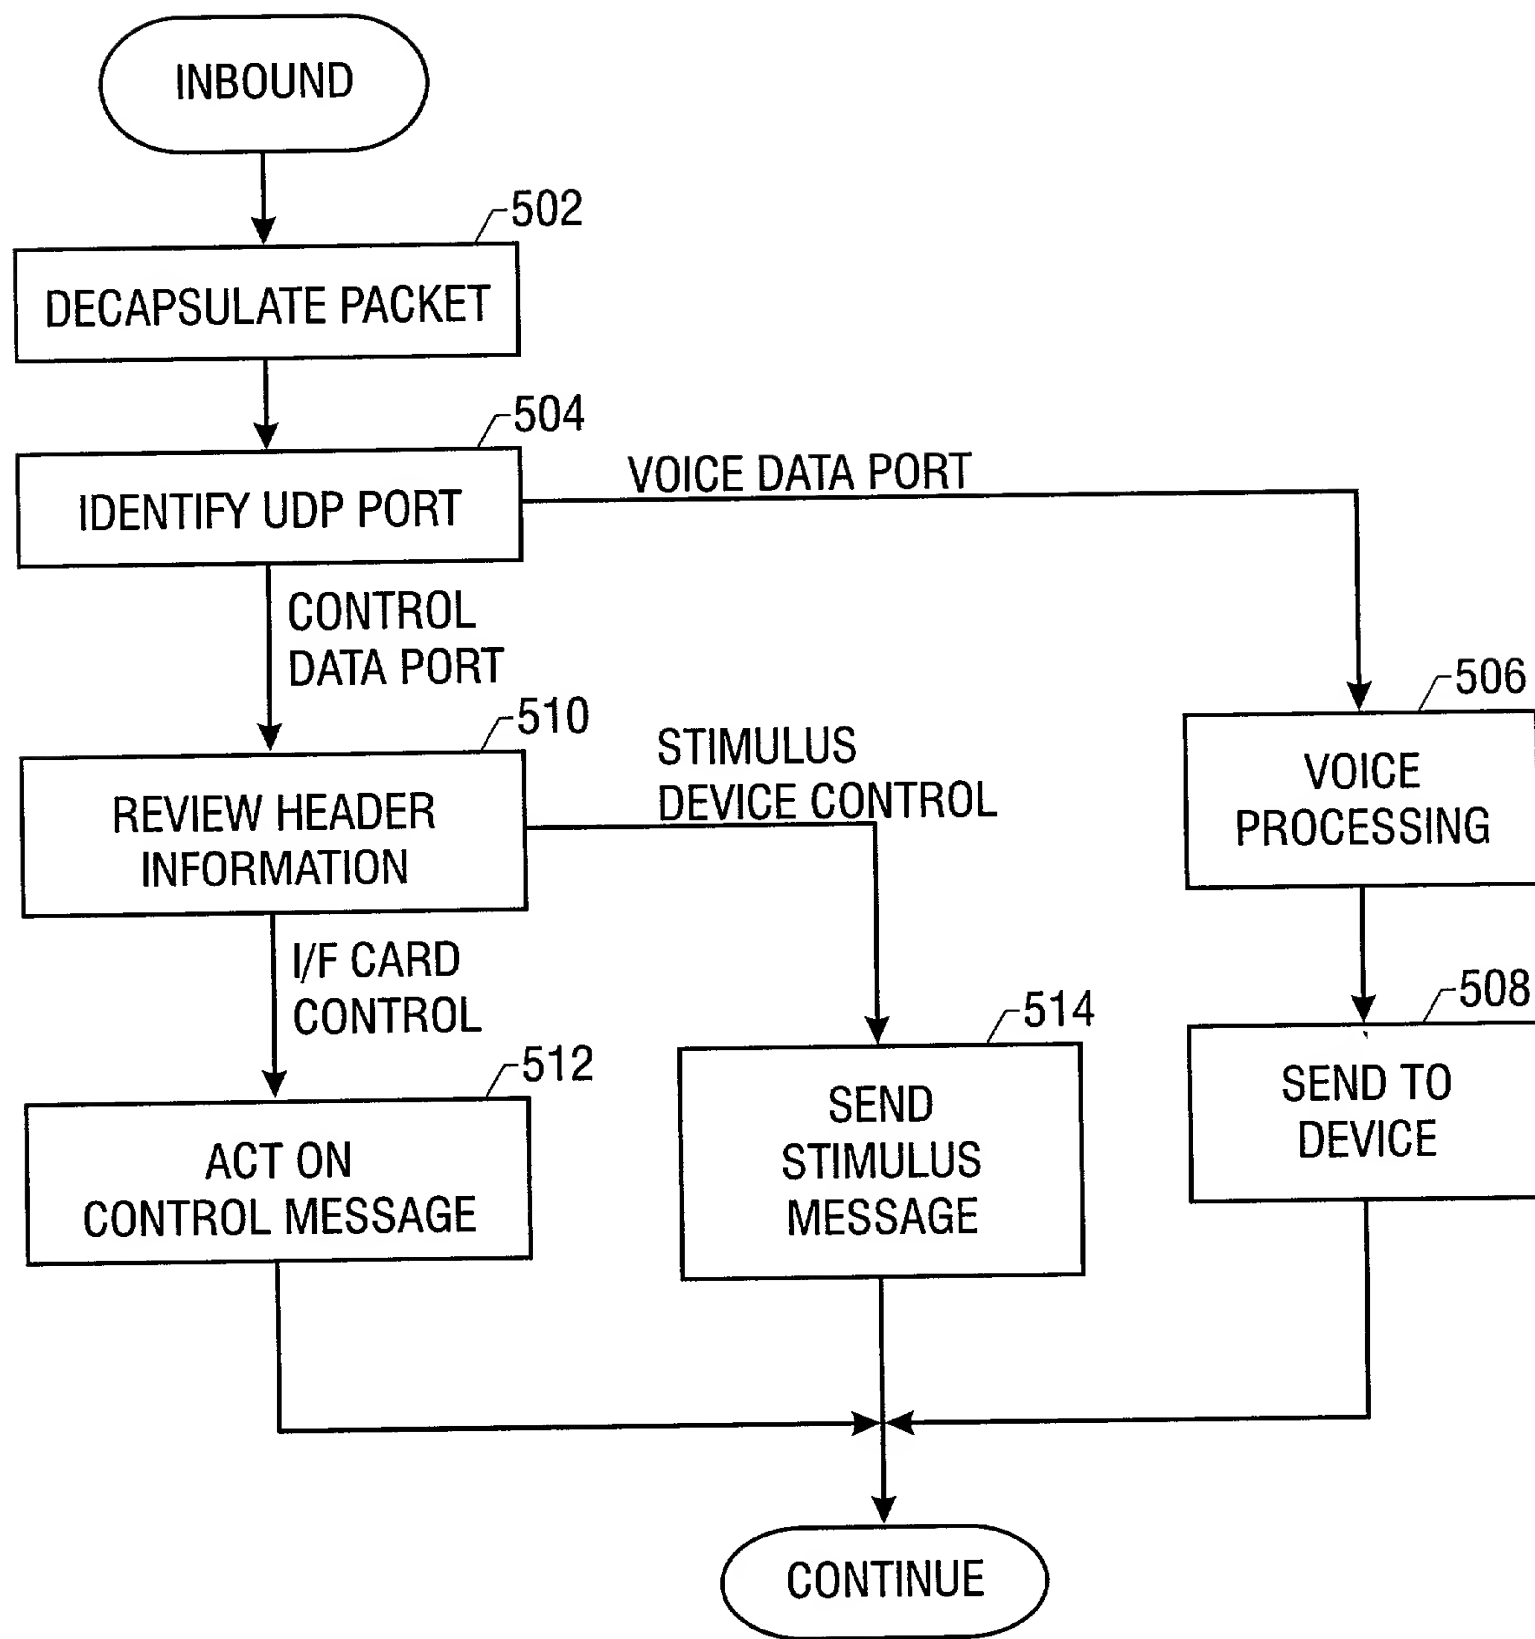 INBOUND
502
DECAPSULATE PACKET
504
IDENTIFY UDP PORT
VOICE DATA PORT
CONTROL
DATA PORT
506
VOICE
PROCESSING
510
REVIEW HEADER
INFORMATION
STIMULUS
DEVICE CONTROL
I/F CARD
CONTROL
508
SEND TO
DEVICE
512
ACT ON
CONTROL MESSAGE
514
SEND
STIMULUS
MESSAGE
CONTINUE